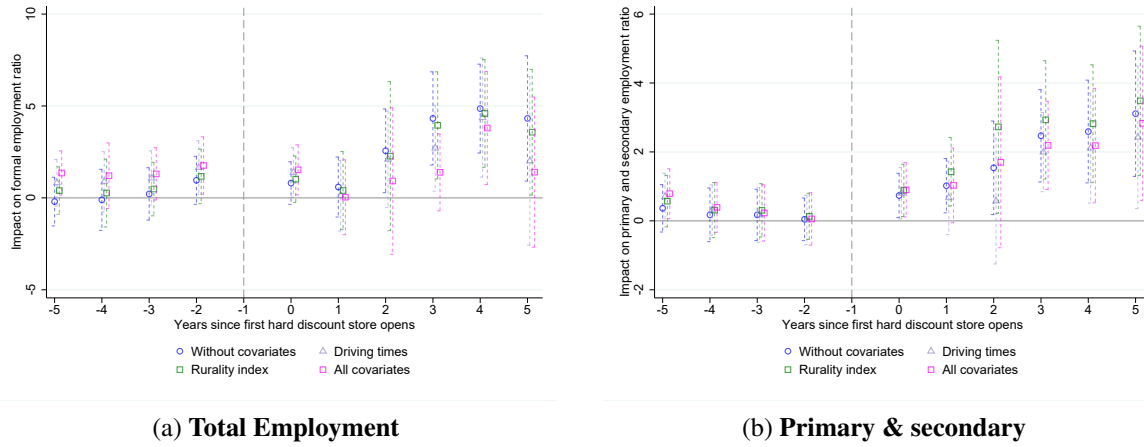 Impact on formal employment ratio
10
5
0
-5
-5 -4 -3 -2 -1 0 1 2 3 4 5
Years since first hard discount store opens
Without covariates Driving times
Rurality index All covariates
(a) Total Employment
Impact on primary and secondary employment ratio
6
4
2
0
-2
-5 -4 -3 -2 -1 0 1 2 3 4 5
Years since first hard discount store opens
Without covariates Driving times
Rurality index All covariates
(b) Primary & secondary